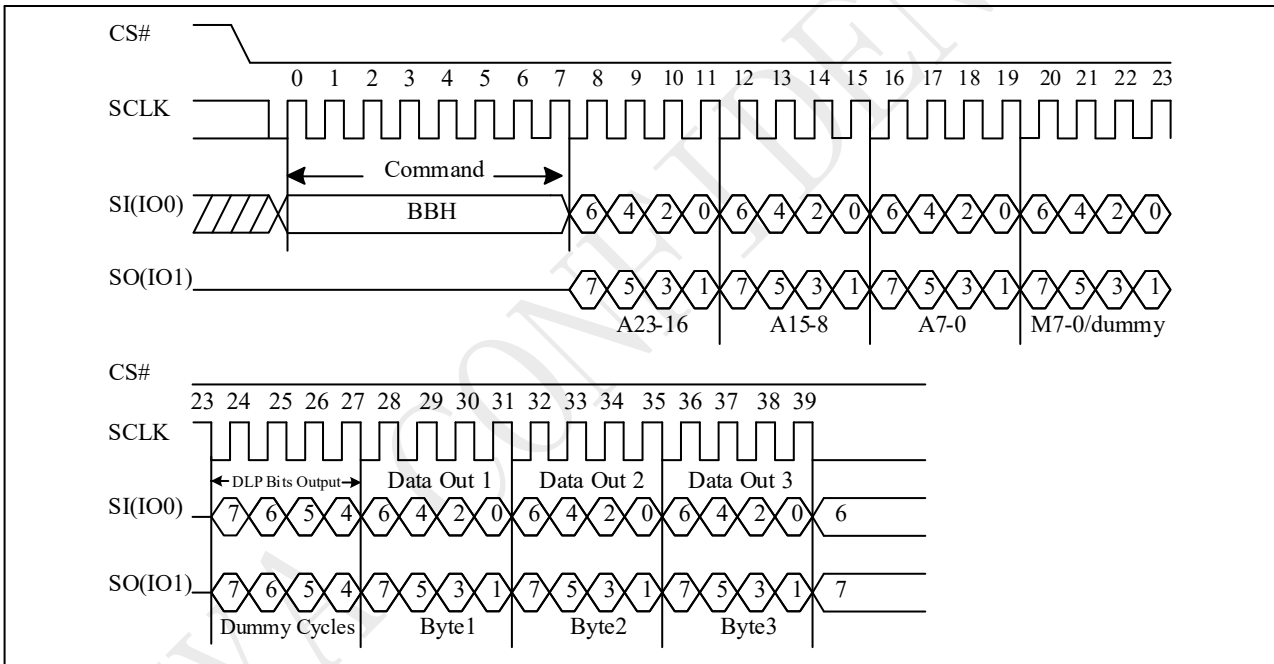 CS#
0 1 2 3 4 5 6 7 8 9 10 11 12 13 14 15 16 17 18 19 20 21 22 23
SCLK
Command
SI(IO0) BBH 6 4 2 0 6 4 2 0 6 4 2 0 6 4 2 0
SO(IO1) 7 5 3 1 7 5 3 1 7 5 3 1 7 5 3 1
A23-16 A15-8 A7-0 M7-0/dummy
CS#
23 24 25 26 27 28 29 30 31 32 33 34 35 36 37 38 39
SCLK
DLP Bits Output Data Out 1 Data Out 2 Data Out 3
SI(IO0) 7 6 5 4 6 4 2 0 6 4 2 0 6 4 2 0 6
SO(IO1) 7 6 5 4 7 5 3 1 7 5 3 1 7 5 3 1 7
Dummy Cycles Byte1 Byte2 Byte3